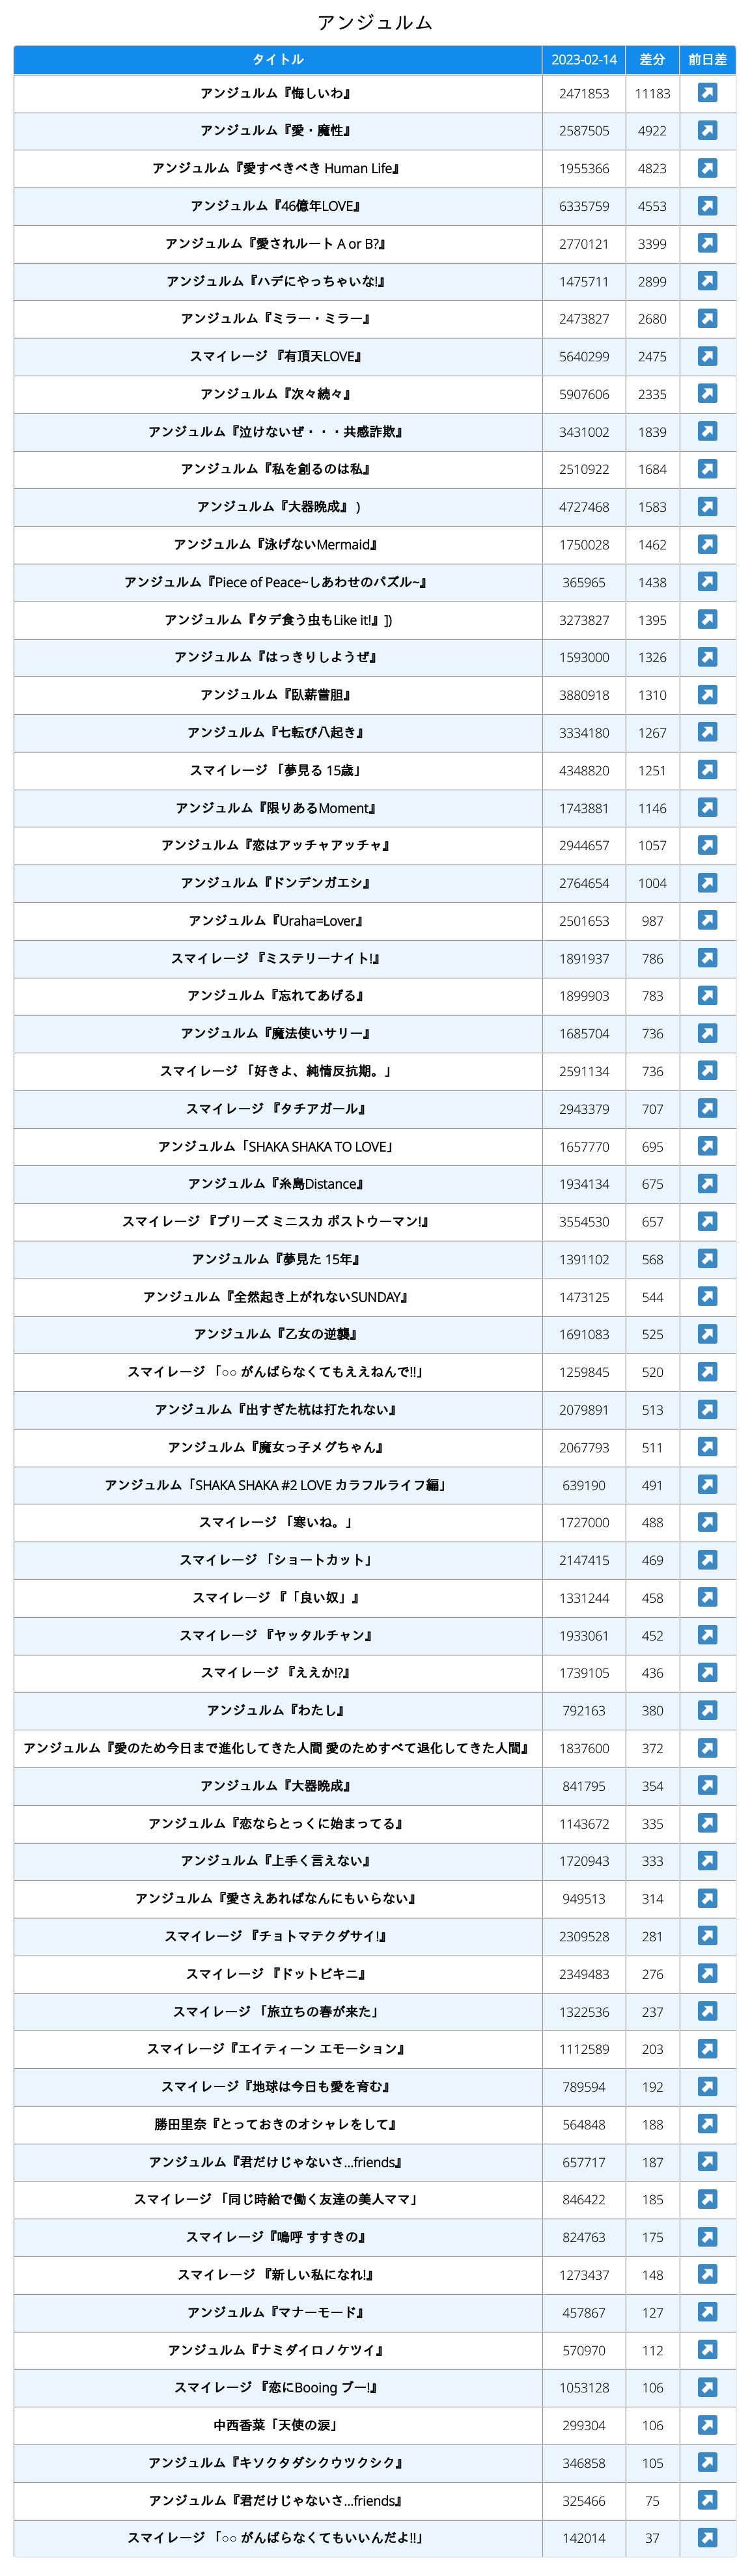 アンジュルム
タイトル 2023-02-14 差分 前日差
アンジュルム『悔しいわ』 2471853 11183
アンジュルム『愛・魔性』 2587505 4922
アンジュルム『愛すべきべき Human Life』 1955366 4823
アンジュルム『46億年LOVE』 6335759 4553
アンジュルム『愛されルート A or B?』 2770121 3399
アンジュルム『ハデにやっちゃいな!』 1475711 2899
アンジュルム『ミラー・ミラー』 2473827 2680
スマイレージ 『有頂天LOVE』 5640299 2475
アンジュルム『次々続々』 5907606 2335
アンジュルム『泣けないぜ・・・共感詐欺』 3431002 1839
アンジュルム『私を創るのは私』 2510922 1684
アンジュルム『大器晩成』 ) 4727468 1583
アンジュルム『泳げないMermaid』 1750028 1462
アンジュルム『Piece of Peace~しあわせのパズル~』 365965 1438
アンジュルム『タデ食う虫もLike it!』]) 3273827 1395
アンジュルム『はっきりしようぜ』 1593000 1326
アンジュルム『臥薪嘗胆』 3880918 1310
アンジュルム『七転び八起き』 3334180 1267
スマイレージ 「夢見る 15歳」 4348820 1251
アンジュルム『限りあるMoment』 1743881 1146
アンジュルム『恋はアッチャアッチャ』 2944657 1057
アンジュルム『ドンデンガエシ』 2764654 1004
アンジュルム『Uraha=Lover』 2501653 987
スマイレージ 『ミステリーナイト!』 1891937 786
アンジュルム『忘れてあげる』 1899903 783
アンジュルム『魔法使いサリー』 1685704 736
スマイレージ 「好きよ、純情反抗期。」 2591134 736
スマイレージ 『タチアガール』 2943379 707
アンジュルム「SHAKA SHAKA TO LOVE」 1657770 695
アンジュルム『糸島Distance』 1934134 675
スマイレージ 『プリーズ ミニスカ ポストウーマン!』 3554530 657
アンジュルム『夢見た 15年』 1391102 568
アンジュルム『全然起き上がれないSUNDAY』 1473125 544
アンジュルム『乙女の逆襲』 1691083 525
スマイレージ 「○○ がんばらなくてもええねんで!!」 1259845 520
アンジュルム『出すぎた杭は打たれない』 2079891 513
アンジュルム『魔女っ子メグちゃん』 2067793 511
アンジュルム「SHAKA SHAKA #2 LOVE カラフルライフ編」 639190 491
スマイレージ 「寒いね。」 1727000 488
スマイレージ 「ショートカット」 2147415 469
スマイレージ 『「良い奴」』 1331244 458
スマイレージ 『ヤッタルチャン』 1933061 452
スマイレージ 『ええか!?』 1739105 436
アンジュルム『わたし』 792163 380
アンジュルム『愛のため今日まで進化してきた人間 愛のためすべて退化してきた人間』 1837600 372
アンジュルム『大器晩成』 841795 354
アンジュルム『恋ならとっくに始まってる』 1143672 335
アンジュルム『上手く言えない』 1720943 333
アンジュルム『愛さえあればなんにもいらない』 949513 314
スマイレージ 『チョトマテクダサイ!』 2309528 281
スマイレージ 『ドットビキニ』 2349483 276
スマイレージ 「旅立ちの春が来た」 1322536 237
スマイレージ『エイティーン エモーション』 1112589 203
スマイレージ『地球は今日も愛を育む』 789594 192
勝田里奈『とっておきのオシャレをして』 564848 188
アンジュルム『君だけじゃないさ...friends』 657717 187
スマイレージ 「同じ時給で働く友達の美人ママ」 846422 185
スマイレージ『嗚呼 すすきの』 824763 175
スマイレージ 『新しい私になれ!』 1273437 148
アンジュルム『マナーモード』 457867 127
アンジュルム『ナミダイロノケツイ』 570970 112
スマイレージ 『恋にBooing ブー!』 1053128 106
中西香菜「天使の涙」 299304 106
アンジュルム『キソクタダシクウツクシク』 346858 105
アンジュルム『君だけじゃないさ...friends』 325466 75
スマイレージ 「○○ がんばらなくてもいいんだよ!!」 142014 37